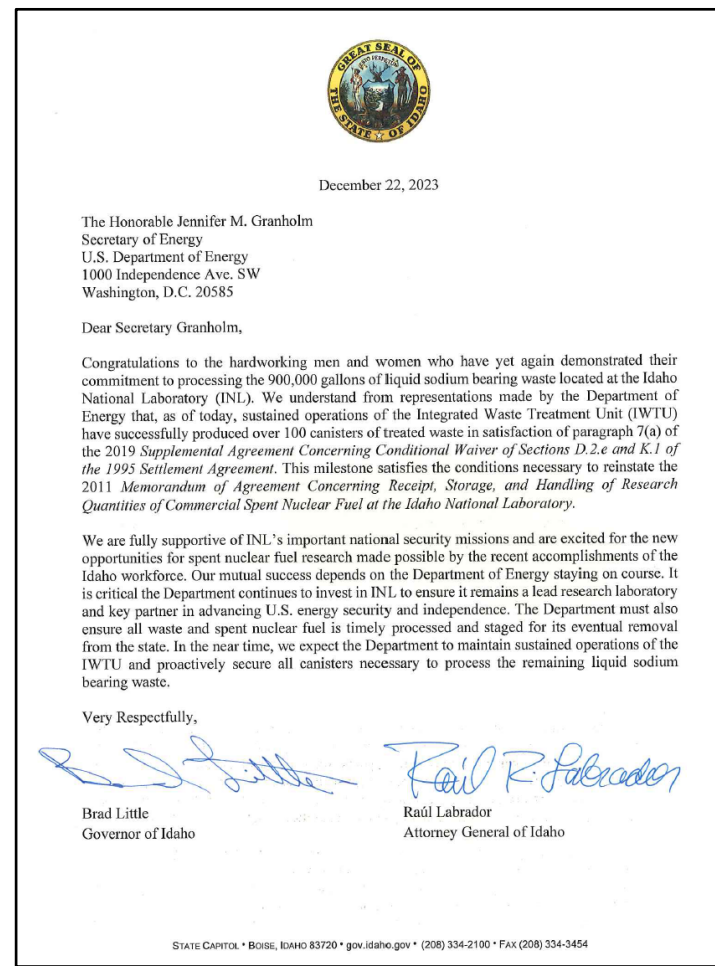 GREAT SEAL OF
THE STATE OF IDAHO
December 22, 2023
The Honorable Jennifer M. Granholm
Secretary of Energy
U.S. Department of Energy
1000 Independence Ave. SW
Washington, D.C. 20585
Dear Secretary Granholm,
Congratulations to the hardworking men and women who have yet again demonstrated their
commitment to processing the 900,000 gallons of liquid sodium bearing waste located at the Idaho
National Laboratory (INL). We understand from representations made by the Department of
Energy that, as of today, sustained operations of the Integrated Waste Treatment Unit (IWTU)
have successfully produced over 100 canisters of treated waste in satisfaction of paragraph 7(a) of
the 2019 Supplemental Agreement Concerning Conditional Waiver of Sections D.2.e and K.1 of
the 1995 Settlement Agreement. This milestone satisfies the conditions necessary to reinstate the
2011 Memorandum of Agreement Concerning Receipt, Storage, and Handling of Research
Quantities of Commercial Spent Nuclear Fuel at the Idaho National Laboratory.
We are fully supportive of INL's important national security missions and are excited for the new
opportunities for spent nuclear fuel research made possible by the recent accomplishments of the
Idaho workforce. Our mutual success depends on the Department of Energy staying on course. It
is critical the Department continues to invest in INL to ensure it remains a lead research laboratory
and key partner in advancing U.S. energy security and independence. The Department must also
ensure all waste and spent nuclear fuel is timely processed and staged for its eventual removal
from the state. In the near time, we expect the Department to maintain sustained operations of the
IWTU and proactively secure all canisters necessary to process the remaining liquid sodium
bearing waste.
Very Respectfully,
Brad Little Raúl R. Labrador
Brad Little Raúl Labrador
Governor of Idaho Attorney General of Idaho
STATE CAPITOL • BOISE, IDAHO 83720 • gov.idaho.gov • (208) 334-2100 • FAX (208) 334-3454